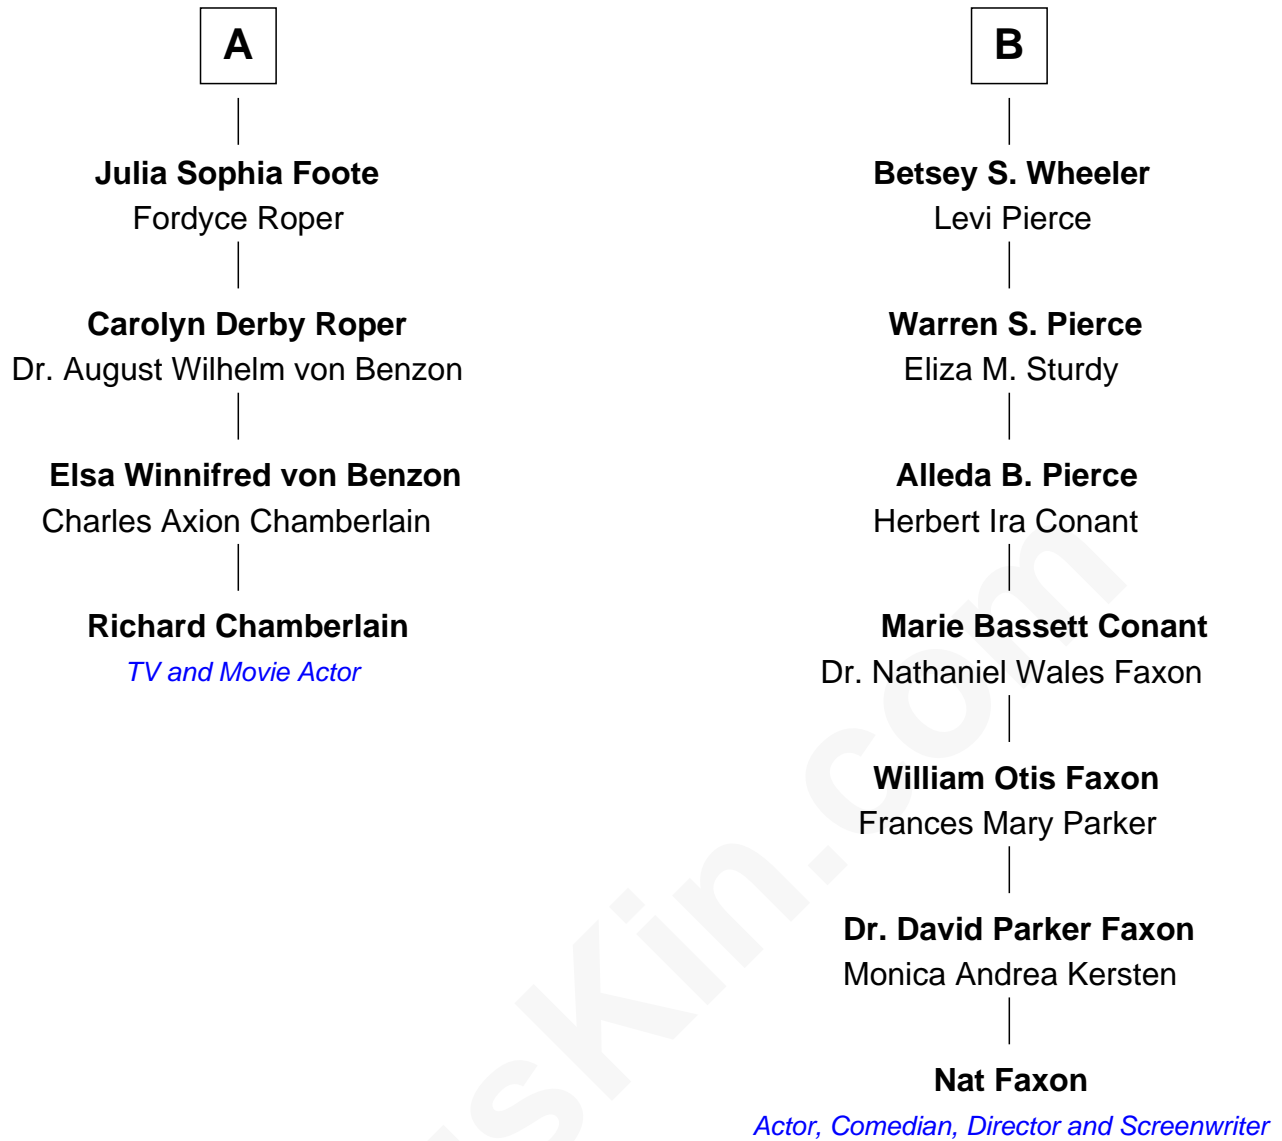 A
Julia Sophia Foote
Fordyce Roper
Carolyn Derby Roper
Dr. August Wilhelm von Benzon
Elsa Winnifred von Benzon
Charles Axion Chamberlain
Richard Chamberlain
TV and Movie Actor
B
Betsey S. Wheeler
Levi Pierce
Warren S. Pierce
Eliza M. Sturdy
Alleda B. Pierce
Herbert Ira Conant
Marie Bassett Conant
Dr. Nathaniel Wales Faxon
William Otis Faxon
Frances Mary Parker
Dr. David Parker Faxon
Monica Andrea Kersten
Nat Faxon
Actor, Comedian, Director and Screenwriter